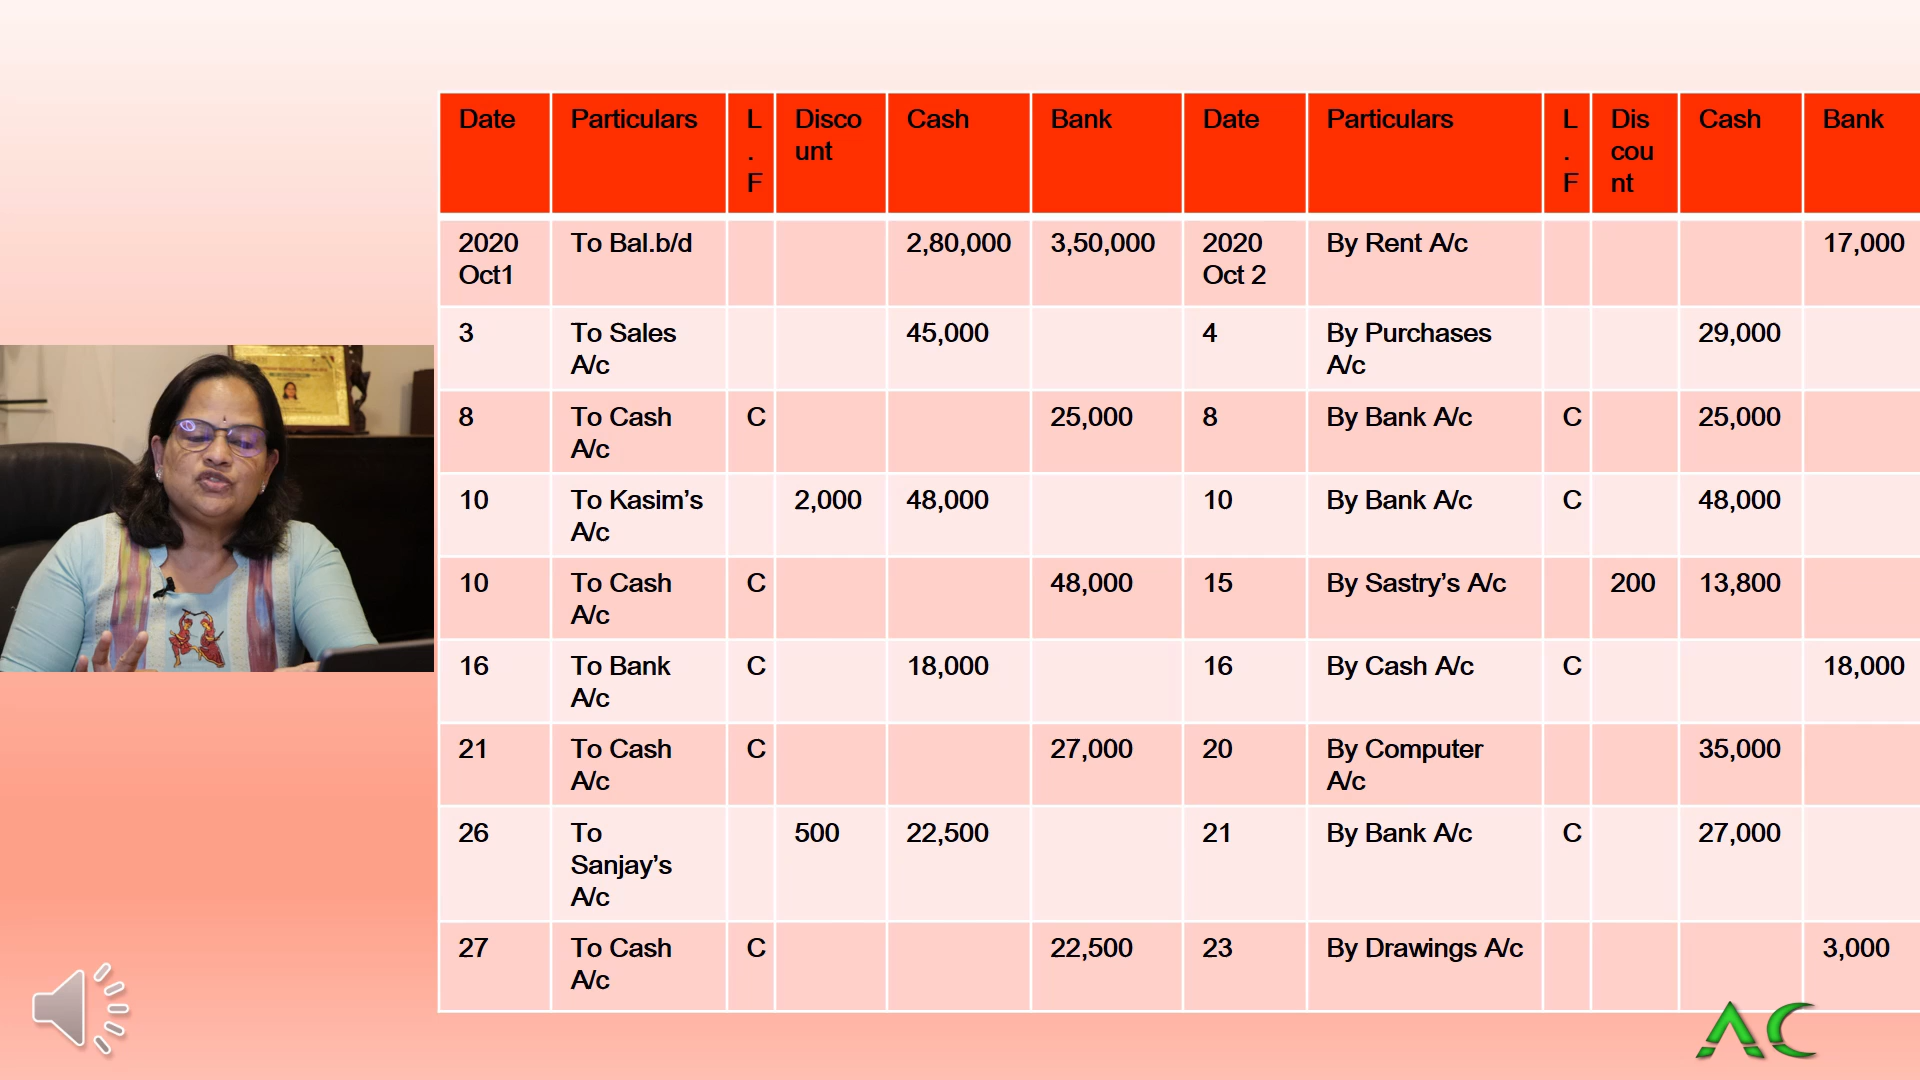 Date Particulars L.F Discount Cash Bank Date Particulars L.F Discount Cash Bank
2020 Oct1 To Bal.b/d 2,80,000 3,50,000 2020 Oct 2 By Rent A/c 17,000
3 To Sales A/c 45,000 4 By Purchases A/c 29,000
8 To Cash A/c C 25,000 8 By Bank A/c C 25,000
10 To Kasim’s A/c 2,000 48,000 10 By Bank A/c C 48,000
10 To Cash A/c C 48,000 15 By Sastry’s A/c 200 13,800
16 To Bank A/c C 18,000 16 By Cash A/c C 18,000
21 To Cash A/c C 27,000 20 By Computer A/c 35,000
26 To Sanjay’s A/c 500 22,500 21 By Bank A/c C 27,000
27 To Cash A/c C 22,500 23 By Drawings A/c 3,000
AC